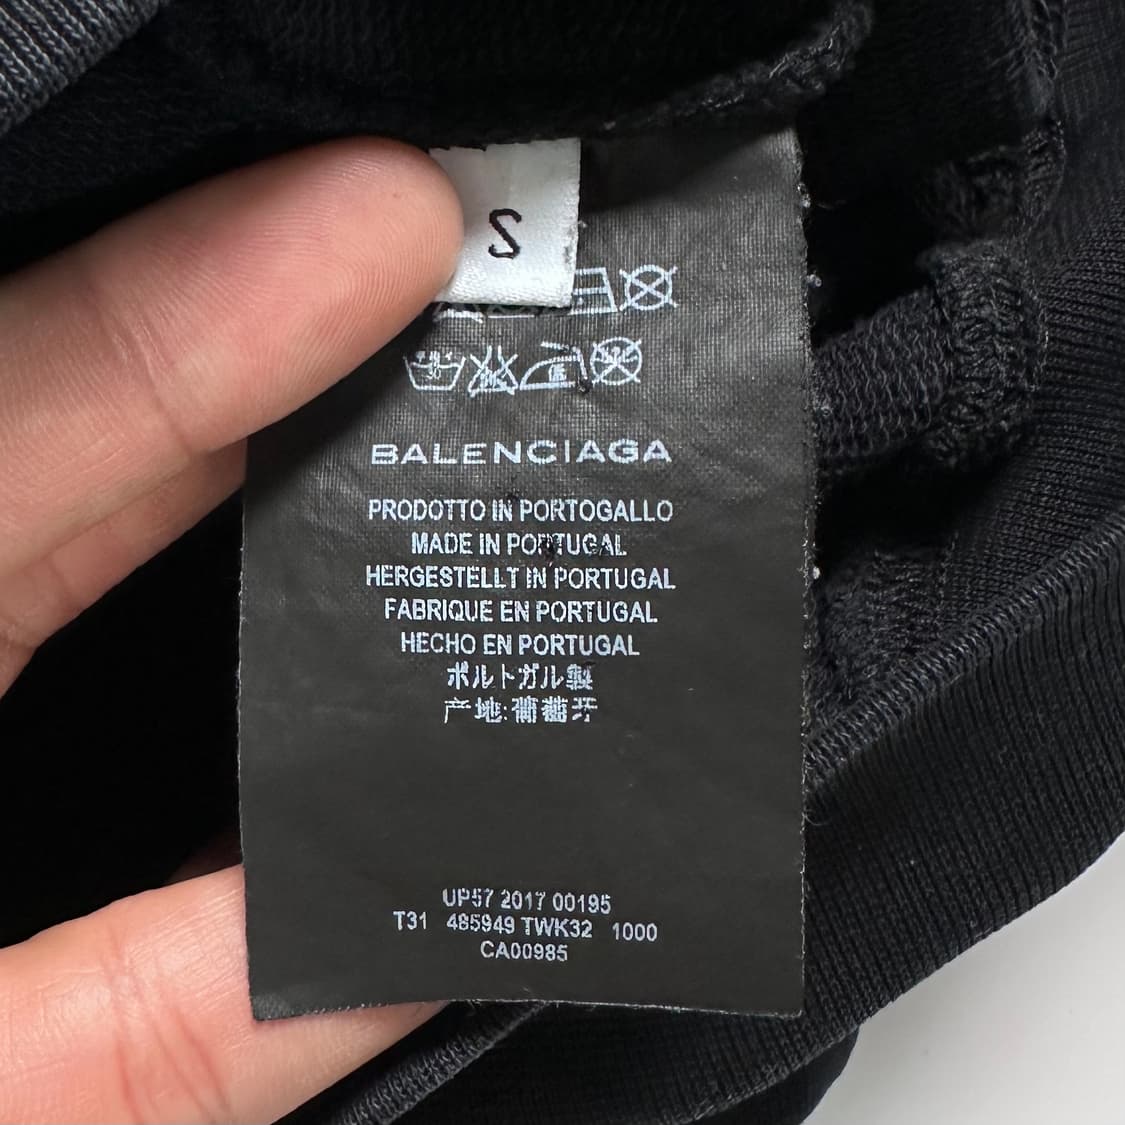 S
BALENCIAGA
PRODOTTO IN PORTOGALLO
MADE IN PORTUGAL
HERGESTELLT IN PORTUGAL
FABRIQUE EN PORTUGAL
HECHO EN PORTUGAL
ポルトガル製
产地:葡萄牙
UP57 2017 00195
T31 485949 TWK32 1000
CA00985